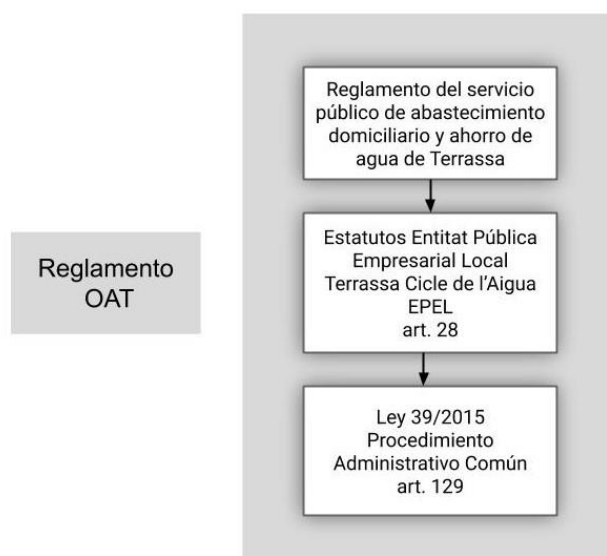 Reglamento
OAT
Reglamento del servicio
público de abastecimiento
domiciliario y ahorro de
agua de Terrassa
Estatutos Entitat Pública
Empresarial Local
Terrassa Cicle de l'Aigua
EPEL
art. 28
Ley 39/2015
Procedimiento
Administrativo Común
art. 129